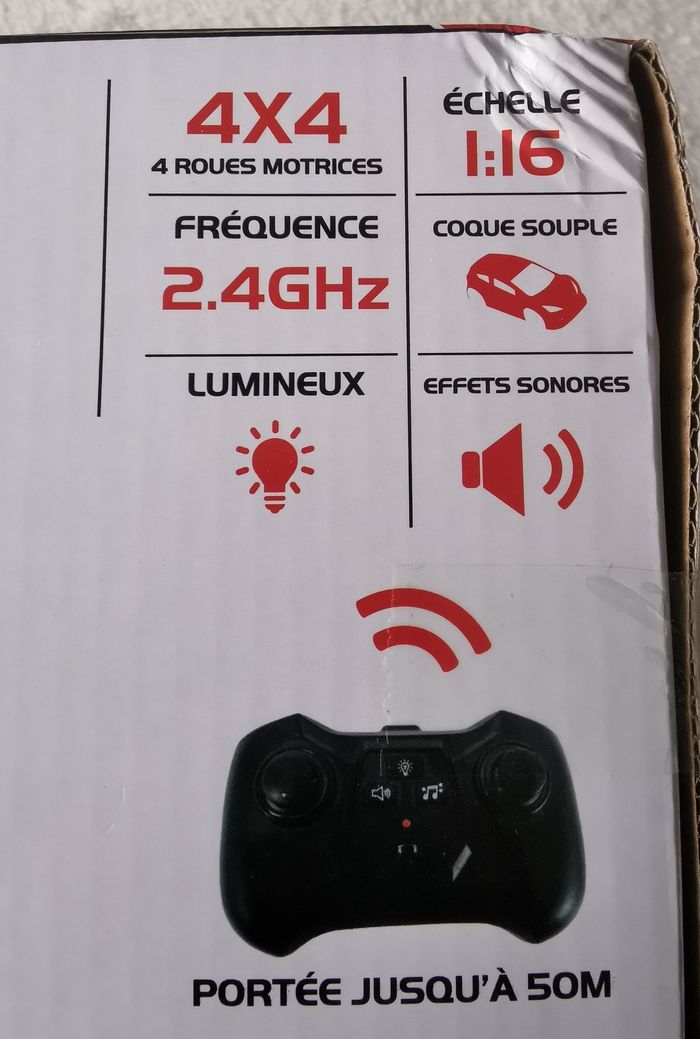 4X4
4 ROUES MOTRICES
ÉCHELLE
1:16
FRÉQUENCE
2.4GHz
COQUE SOUPLE
LUMINEUX
EFFETS SONORES
PORTÉE JUSQU'À 50M